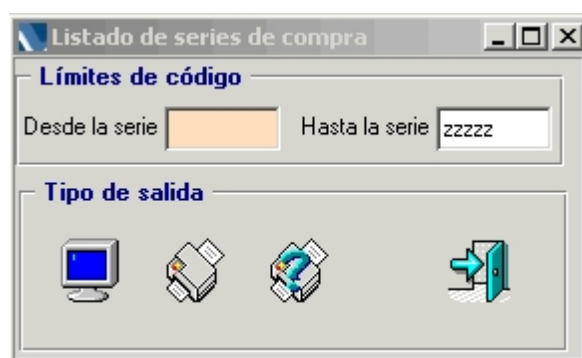 Listado de series de compra
Límites de código
Desde la serie Hasta la serie zzzzz
Tipo de salida